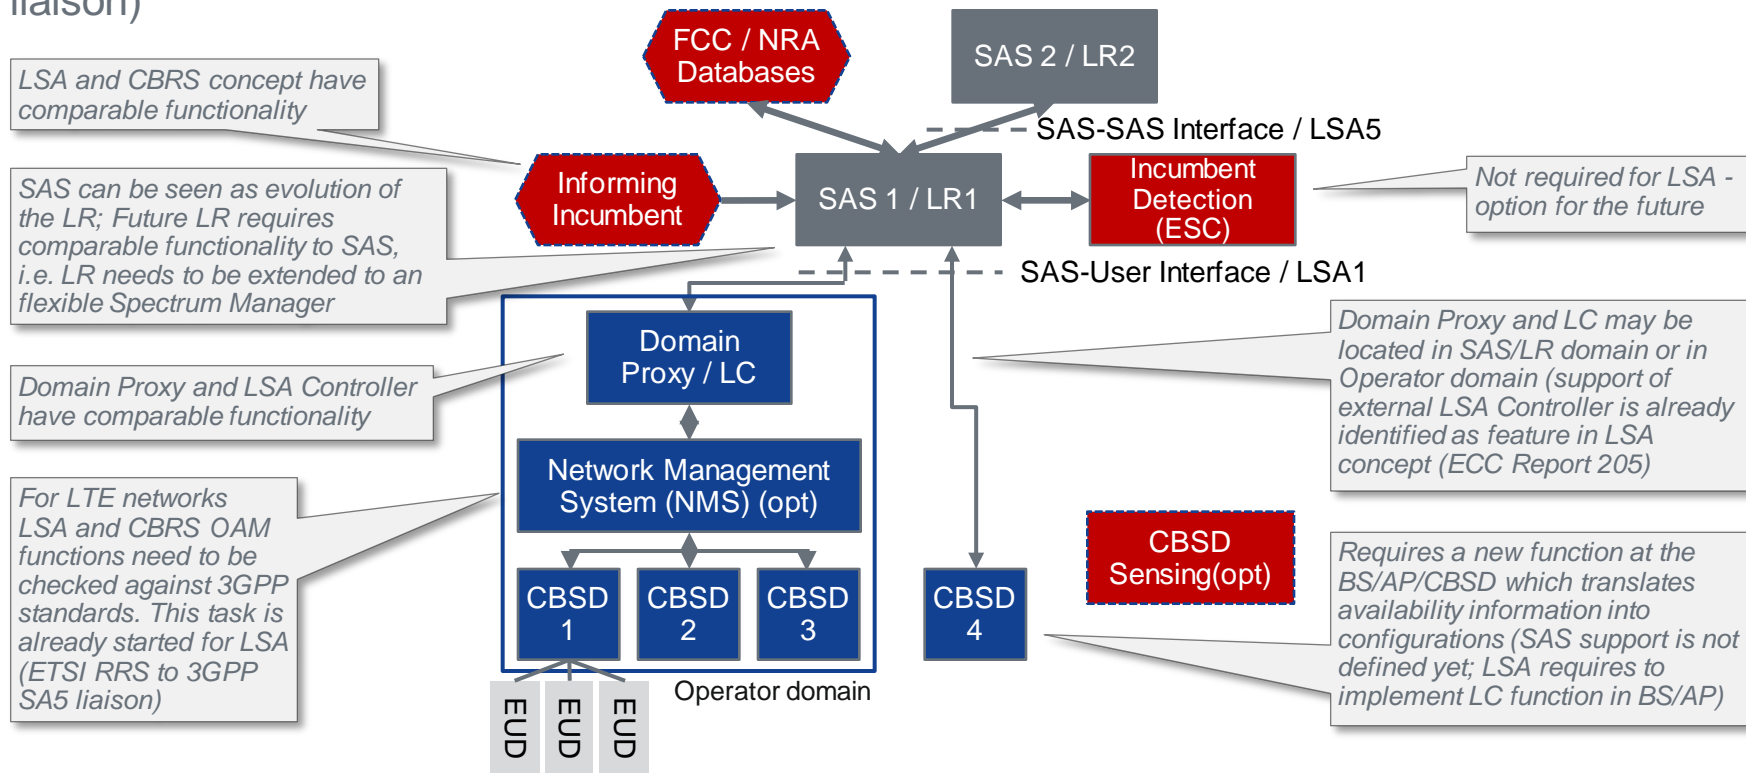 liaison)
FCC / NRA
Databases
SAS 2 / LR2
LSA and CBRS concept have
comparable functionality
SAS-SAS Interface / LSA5
Informing
Incumbent
SAS 1 / LR1
Incumbent
Detection
(ESC)
Not required for LSA -
option for the future
SAS can be seen as evolution of
the LR; Future LR requires
comparable functionality to SAS,
i.e. LR needs to be extended to an
flexible Spectrum Manager
SAS-User Interface / LSA1
Domain
Proxy / LC
Domain Proxy and LC may be
located in SAS/LR domain or in
Operator domain (support of
external LSA Controller is already
identified as feature in LSA
concept (ECC Report 205)
Domain Proxy and LSA Controller
have comparable functionality
Network Management
System (NMS) (opt)
For LTE networks
LSA and CBRS OAM
functions need to be
checked against 3GPP
standards. This task is
already started for LSA
(ETSI RRS to 3GPP
SA5 liaison)
CBSD
1
CBSD
2
CBSD
3
CBSD
4
CBSD
Sensing(opt)
Requires a new function at the
BS/AP/CBSD which translates
availability information into
configurations (SAS support is not
defined yet; LSA requires to
implement LC function in BS/AP)
Operator domain
EUD
EUD
EUD